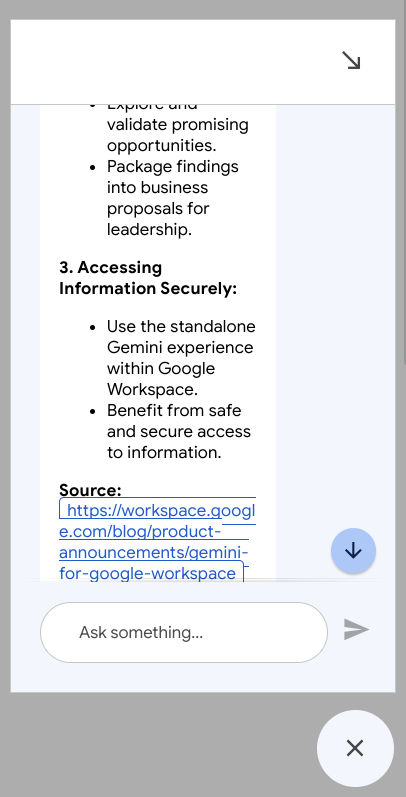 Explore and
validate promising
opportunities.
Package findings
into business
proposals for
leadership.
3. Accessing
Information Securely:
Use the standalone
Gemini experience
within Google
Workspace.
Benefit from safe
and secure access
to information.
Source:
https://workspace.googl
e.com/blog/product-
announcements/gemini-
for-google-workspace
Ask something...